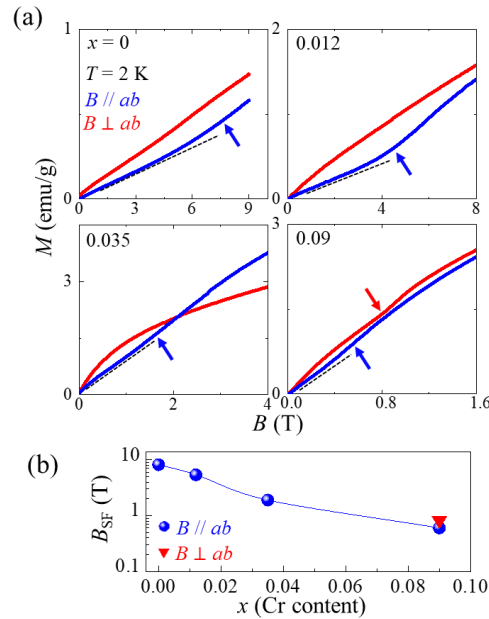 (a)
1
x = 0
T = 2 K
B // ab
B ⊥ ab
0
0 3 6 9
2
0.012
0
0 4 8
M (emu/g)
3
0.035
0
0 2 4
3
0.09
0
0.0 0.8 1.6
B (T)
(b)
10
1
0.1
B_SF (T)
B // ab
B ⊥ ab
0.00 0.02 0.04 0.06 0.08 0.10
x (Cr content)